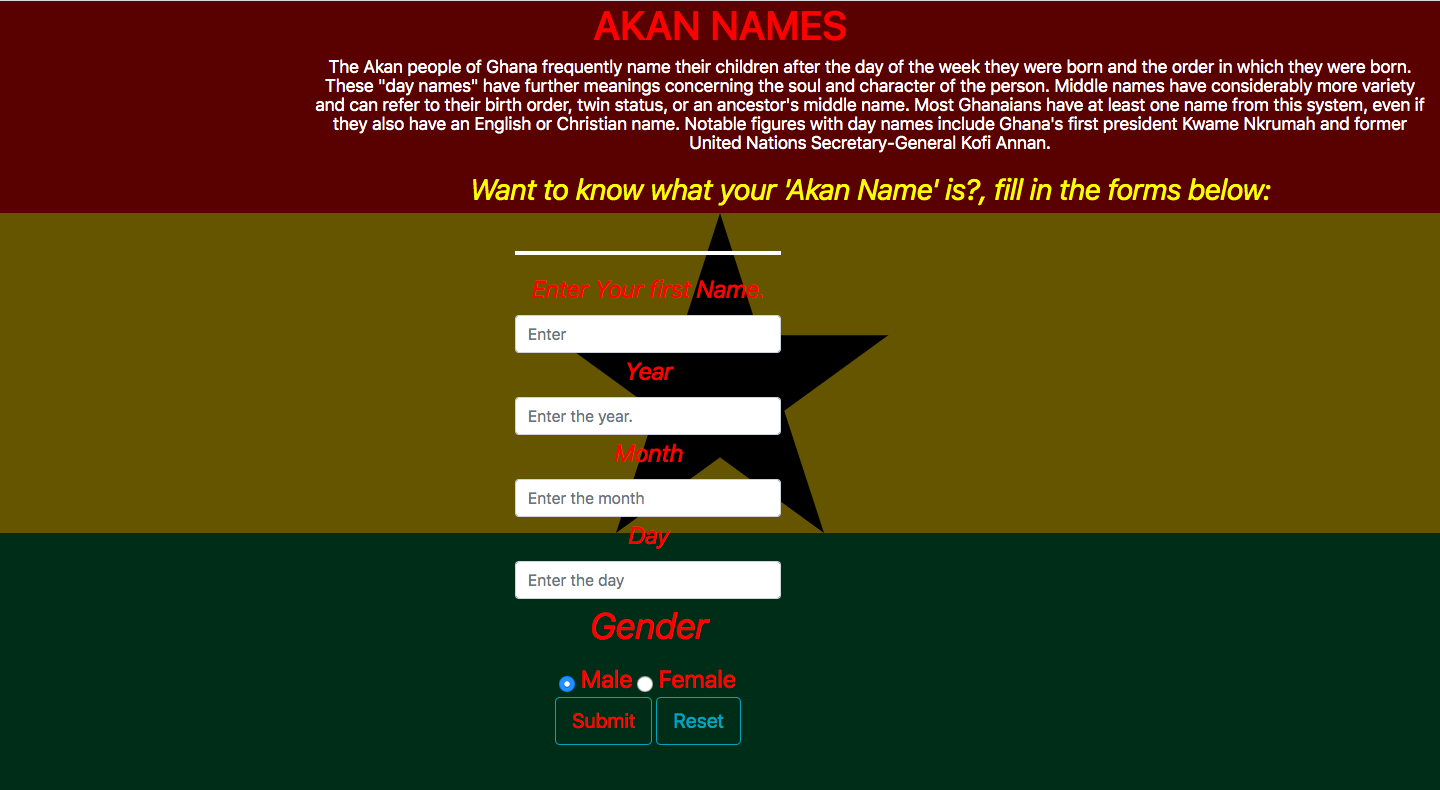 AKAN NAMES
The Akan people of Ghana frequently name their children after the day of the week they were born and the order in which they were born.
These "day names" have further meanings concerning the soul and character of the person. Middle names have considerably more variety
and can refer to their birth order, twin status, or an ancestor's middle name. Most Ghanaians have at least one name from this system, even if
they also have an English or Christian name. Notable figures with day names include Ghana's first president Kwame Nkrumah and former
United Nations Secretary-General Kofi Annan.
Want to know what your 'Akan Name' is?, fill in the forms below:
Enter Your first Name.
Enter
Year
Enter the year.
Month
Enter the month
Day
Enter the day
Gender
Male Female
Submit Reset